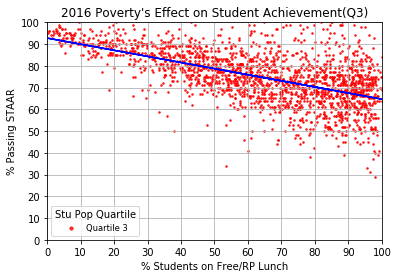 2016 Poverty's Effect on Student Achievement(Q3)
100
90
80
70
60
50
40
30
20
10
0
% Passing STAAR
Stu Pop Quartile
Quartile 3
0 10 20 30 40 50 60 70 80 90 100
% Students on Free/RP Lunch